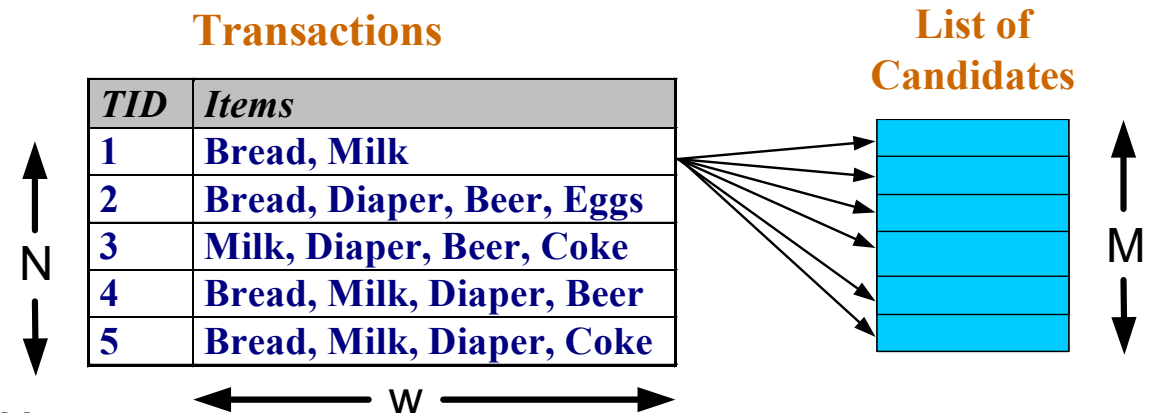 Transactions
List of
Candidates
TID Items
1 Bread, Milk
2 Bread, Diaper, Beer, Eggs
3 Milk, Diaper, Beer, Coke
4 Bread, Milk, Diaper, Beer
5 Bread, Milk, Diaper, Coke
N
M
w